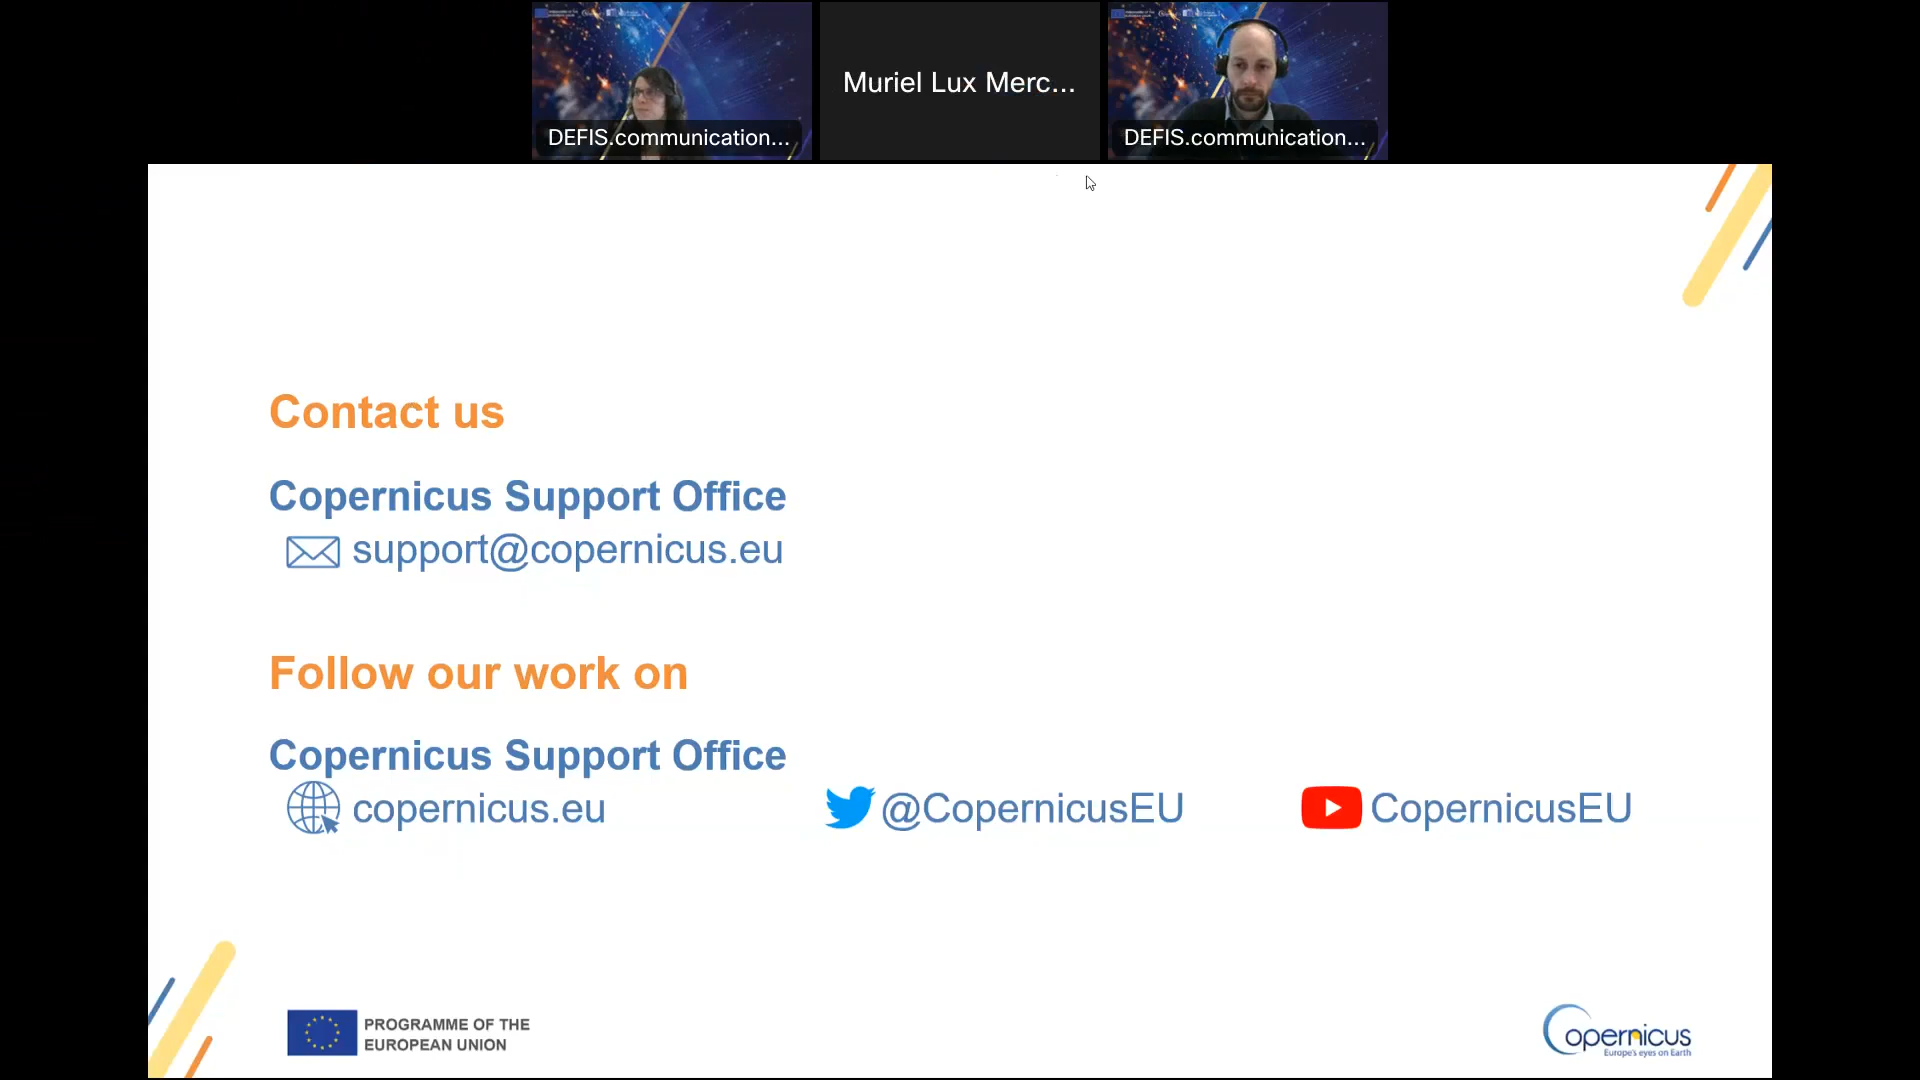 DEFIS.communication...
Muriel Lux Merc...
DEFIS.communication...
Contact us
Copernicus Support Office
support@copernicus.eu
Follow our work on
Copernicus Support Office
copernicus.eu
@CopernicusEU
CopernicusEU
PROGRAMME OF THE
EUROPEAN UNION
opernicus
Europe's eyes on Earth